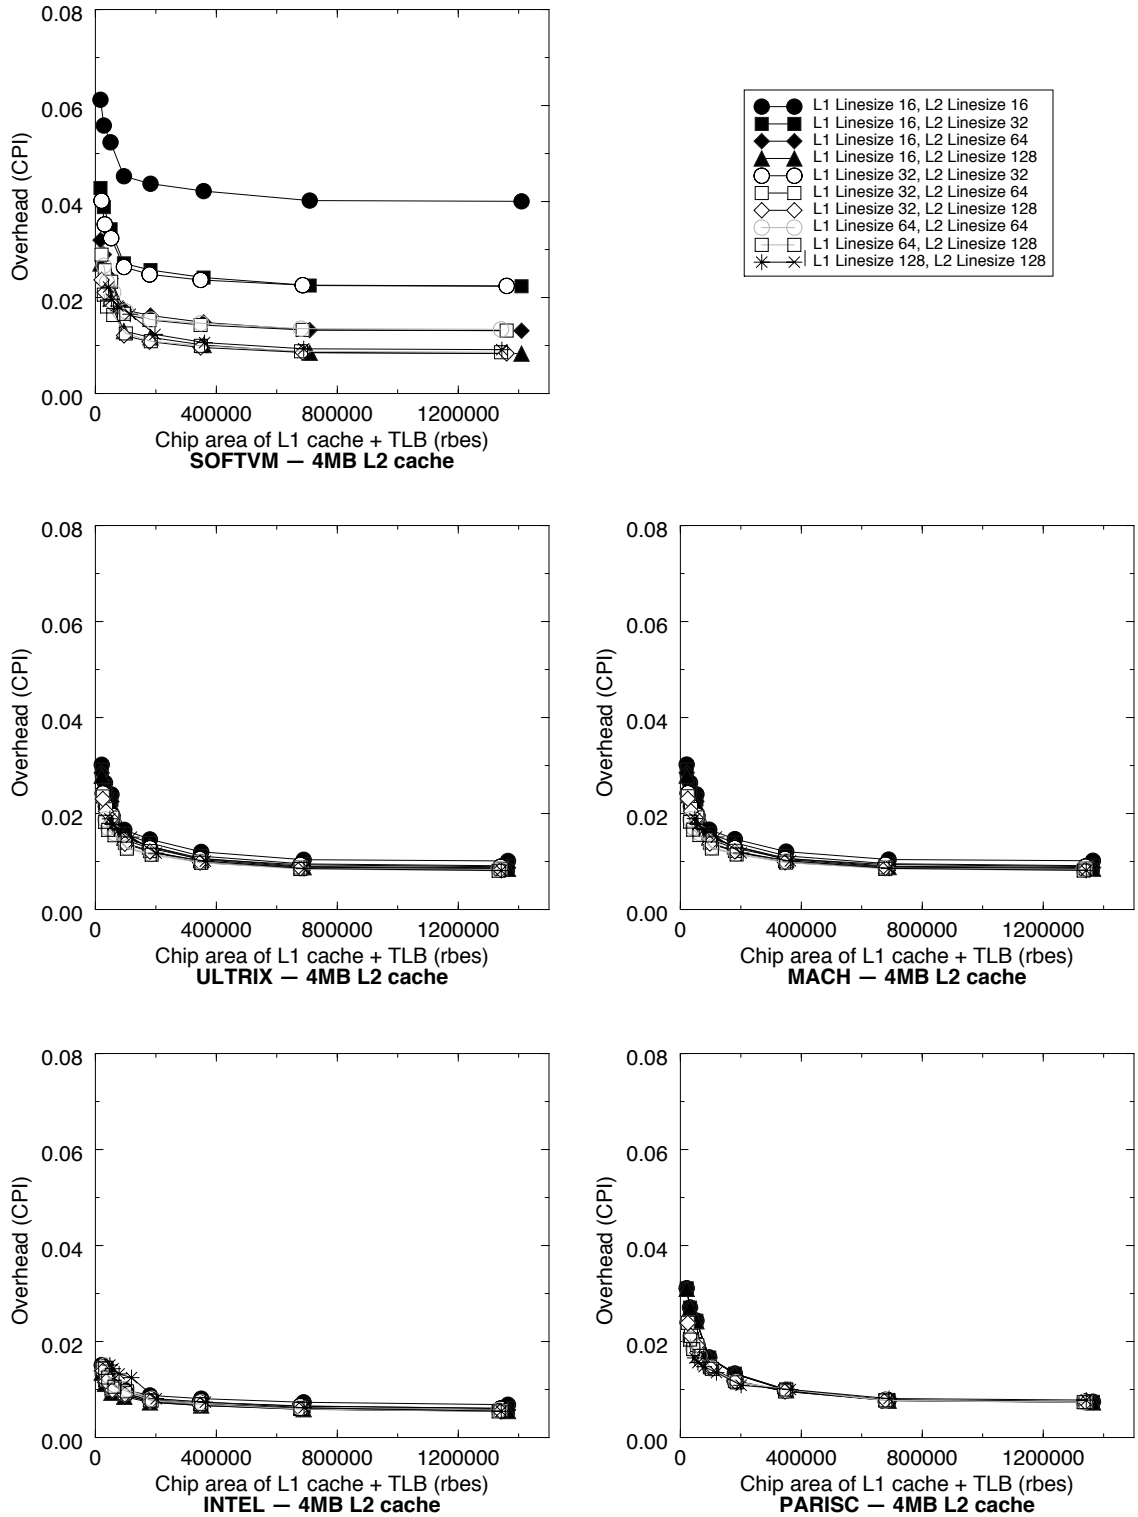 0.08
0.06
0.04
0.02
0.00
Overhead (CPI)
0
400000
800000
1200000
Chip area of L1 cache + TLB (rbes)
SOFTVM — 4MB L2 cache
L1 Linesize 16, L2 Linesize 16
L1 Linesize 16, L2 Linesize 32
L1 Linesize 16, L2 Linesize 64
L1 Linesize 16, L2 Linesize 128
L1 Linesize 32, L2 Linesize 32
L1 Linesize 32, L2 Linesize 64
L1 Linesize 32, L2 Linesize 128
L1 Linesize 64, L2 Linesize 64
L1 Linesize 64, L2 Linesize 128
L1 Linesize 128, L2 Linesize 128
0.08
0.06
0.04
0.02
0.00
Overhead (CPI)
0
400000
800000
1200000
Chip area of L1 cache + TLB (rbes)
ULTRIX — 4MB L2 cache
0.08
0.06
0.04
0.02
0.00
Overhead (CPI)
0
400000
800000
1200000
Chip area of L1 cache + TLB (rbes)
MACH — 4MB L2 cache
0.08
0.06
0.04
0.02
0.00
Overhead (CPI)
0
400000
800000
1200000
Chip area of L1 cache + TLB (rbes)
INTEL — 4MB L2 cache
0.08
0.06
0.04
0.02
0.00
Overhead (CPI)
0
400000
800000
1200000
Chip area of L1 cache + TLB (rbes)
PARISC — 4MB L2 cache